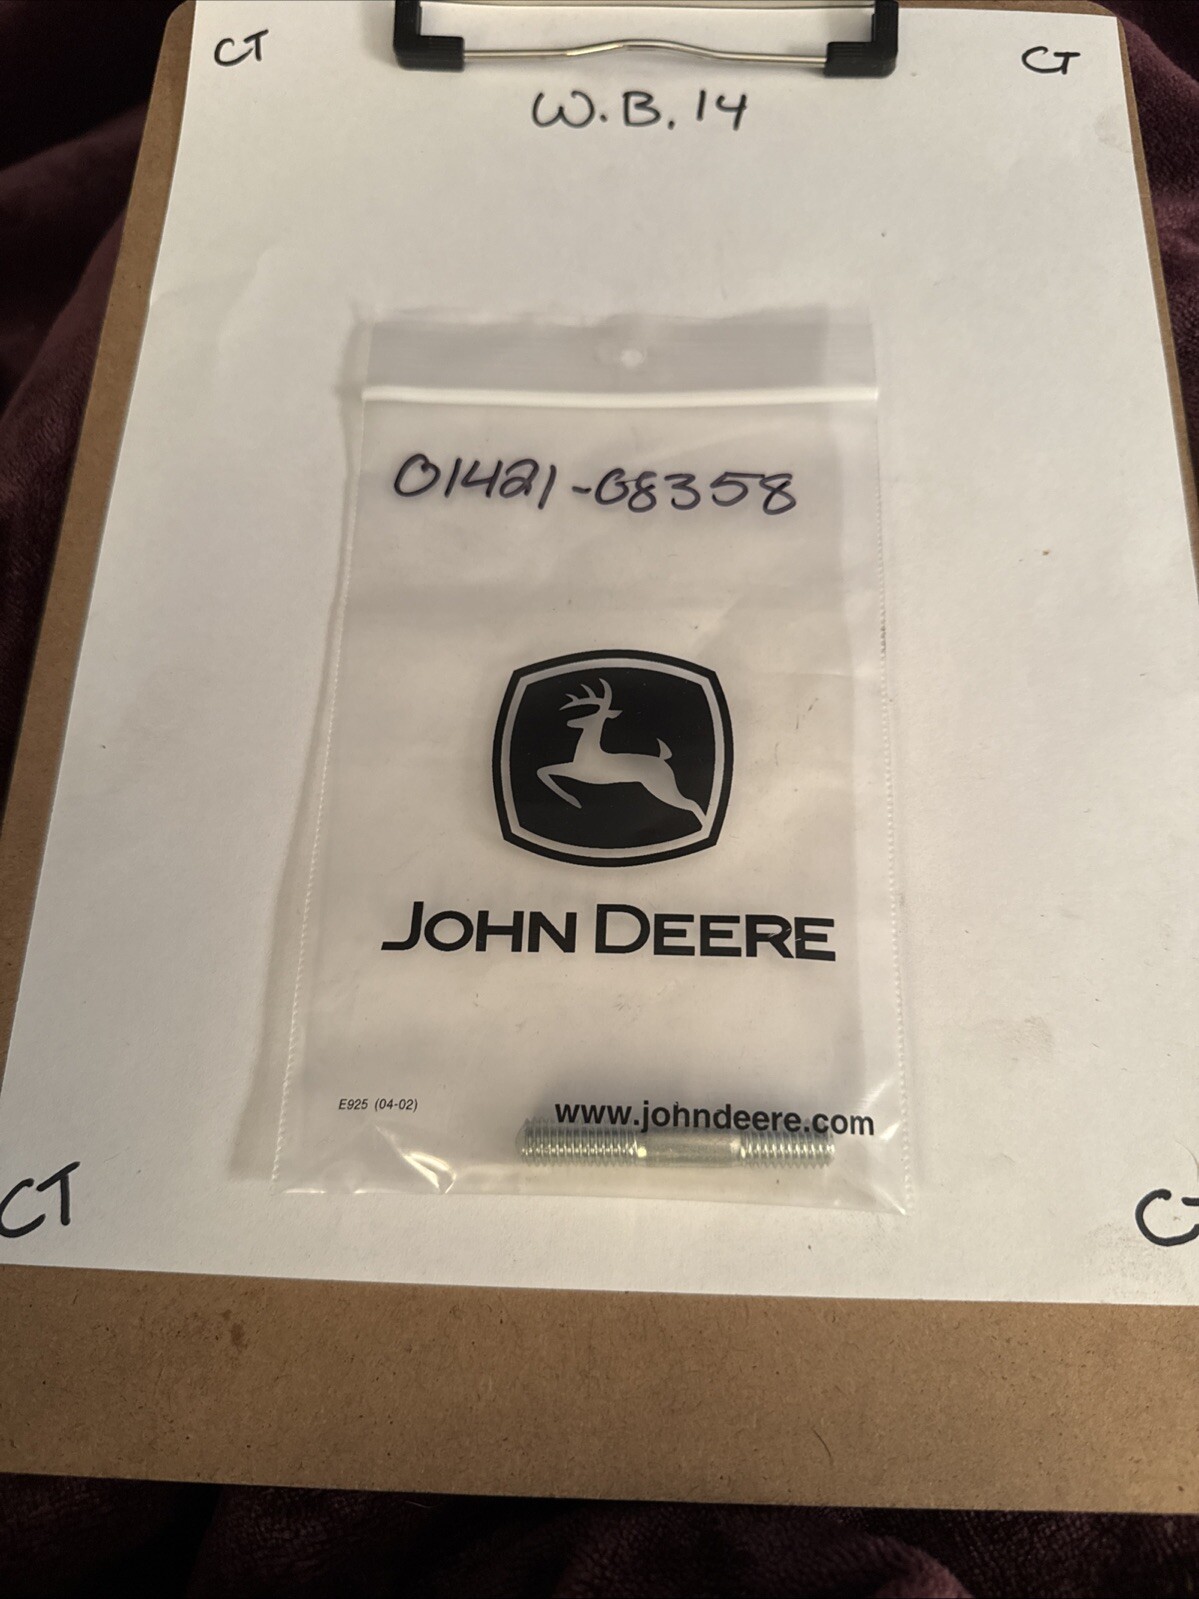 CT
CT
W.B.14
01421-08358
JOHN DEERE
E925 (04-02)
www.johndeere.com
CT
CT